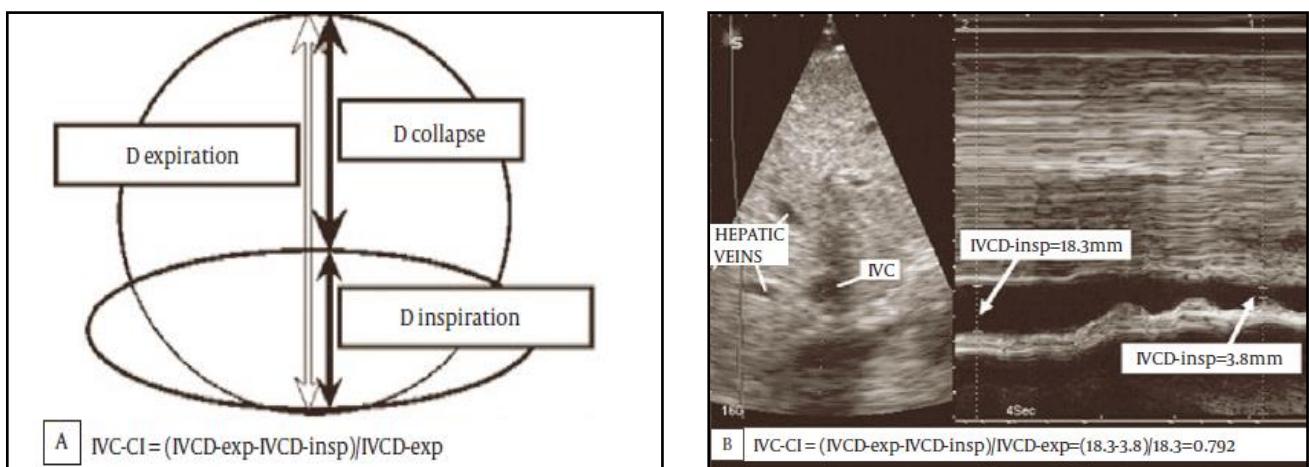 D expiration
D collapse
D inspiration
A IVC-CI = (IVCD-exp-IVCD-insp)/IVCD-exp
S
2
1
HEPATIC
VEINS
IVC
IVCD-insp=18.3mm
IVCD-insp=3.8mm
4Sec
B IVC-CI = (IVCD-exp-IVCD-insp)/IVCD-exp=(18.3-3.8)/18.3=0.792